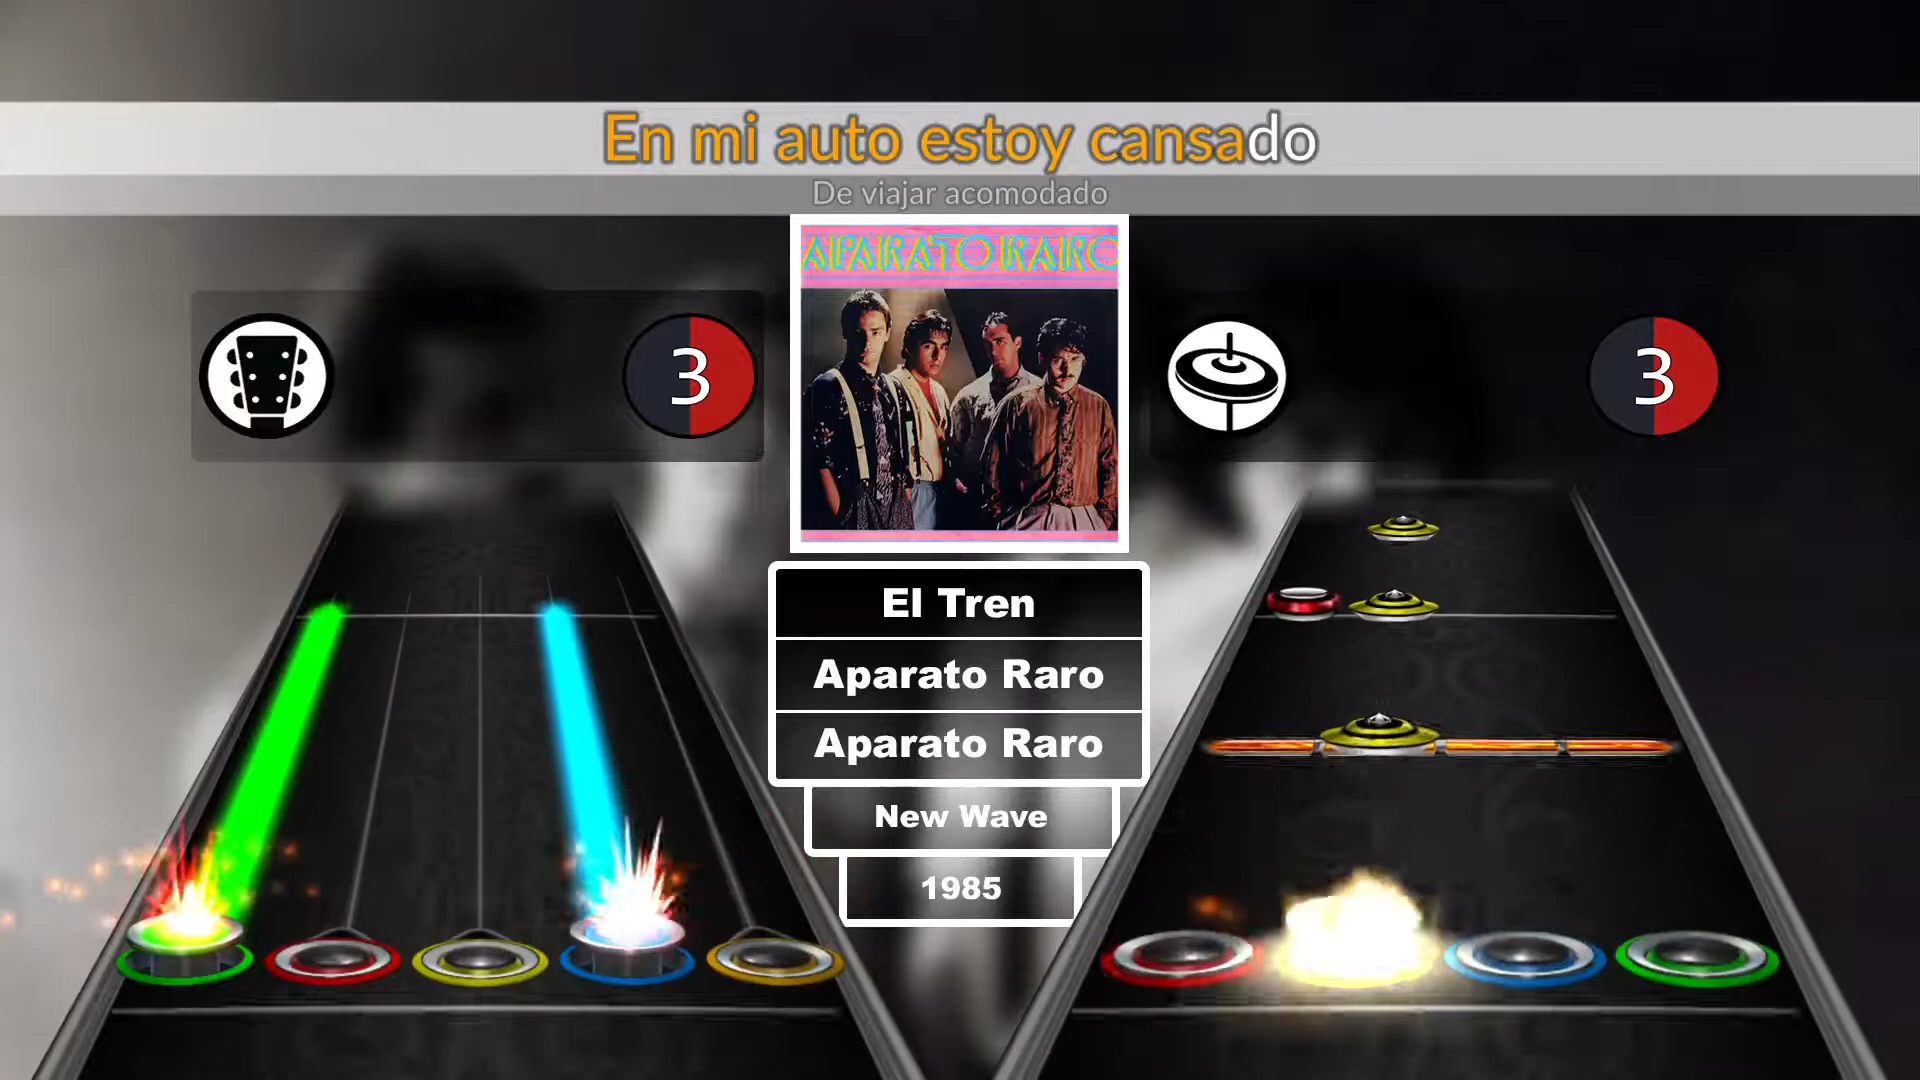 En mi auto estoy cansado
De viajar acomodado
APARATO RARO
3
3
El Tren
Aparato Raro
Aparato Raro
New Wave
1985